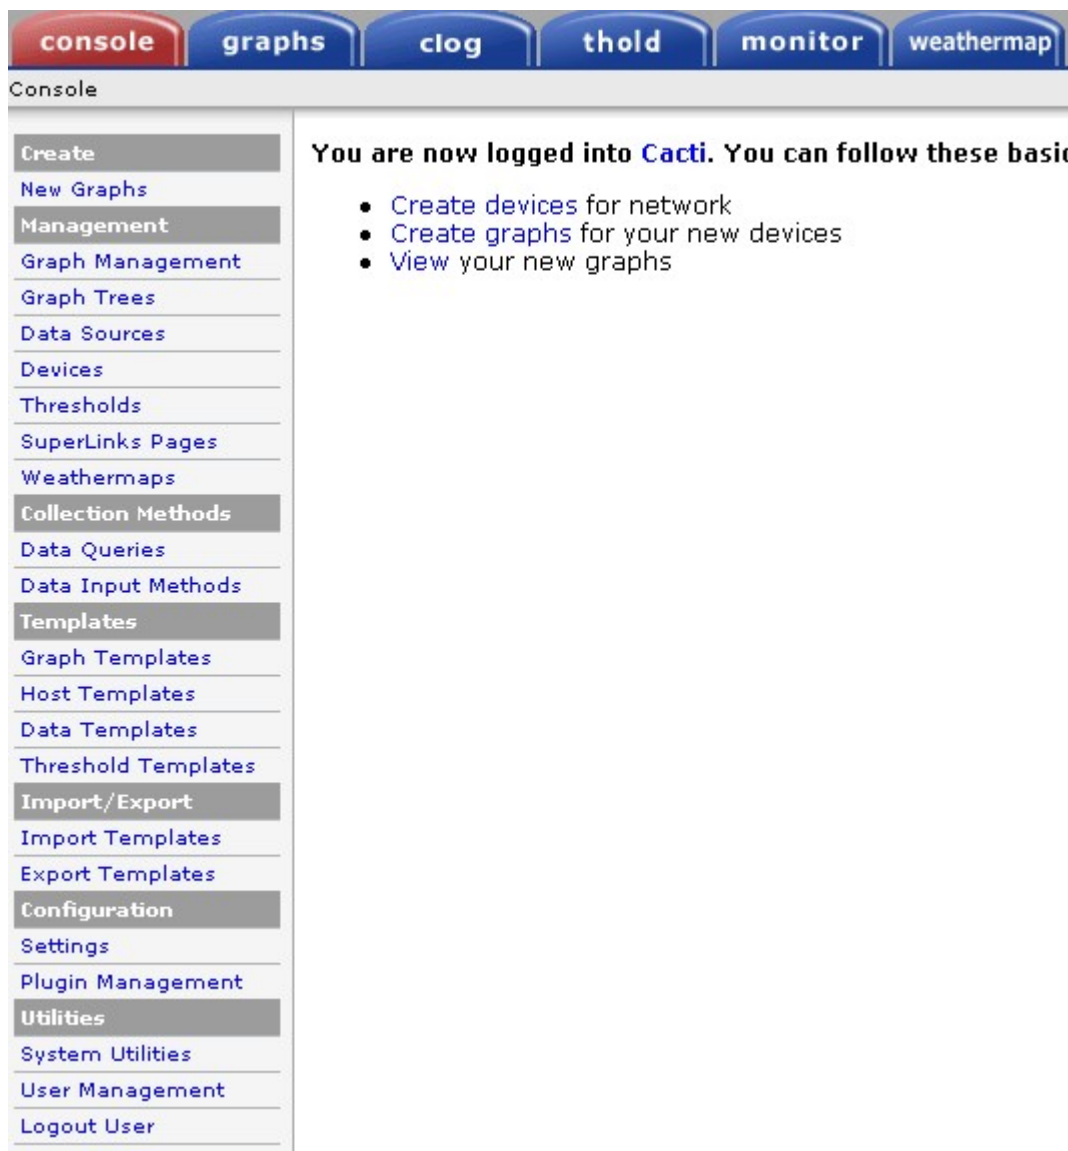 console graphs clog thold monitor weathermap
Console
Create
New Graphs
Management
Graph Management
Graph Trees
Data Sources
Devices
Thresholds
SuperLinks Pages
Weathermaps
Collection Methods
Data Queries
Data Input Methods
Templates
Graph Templates
Host Templates
Data Templates
Threshold Templates
Import/Export
Import Templates
Export Templates
Configuration
Settings
Plugin Management
Utilities
System Utilities
User Management
Logout User
You are now logged into Cacti. You can follow these basic
• Create devices for network
• Create graphs for your new devices
• View your new graphs